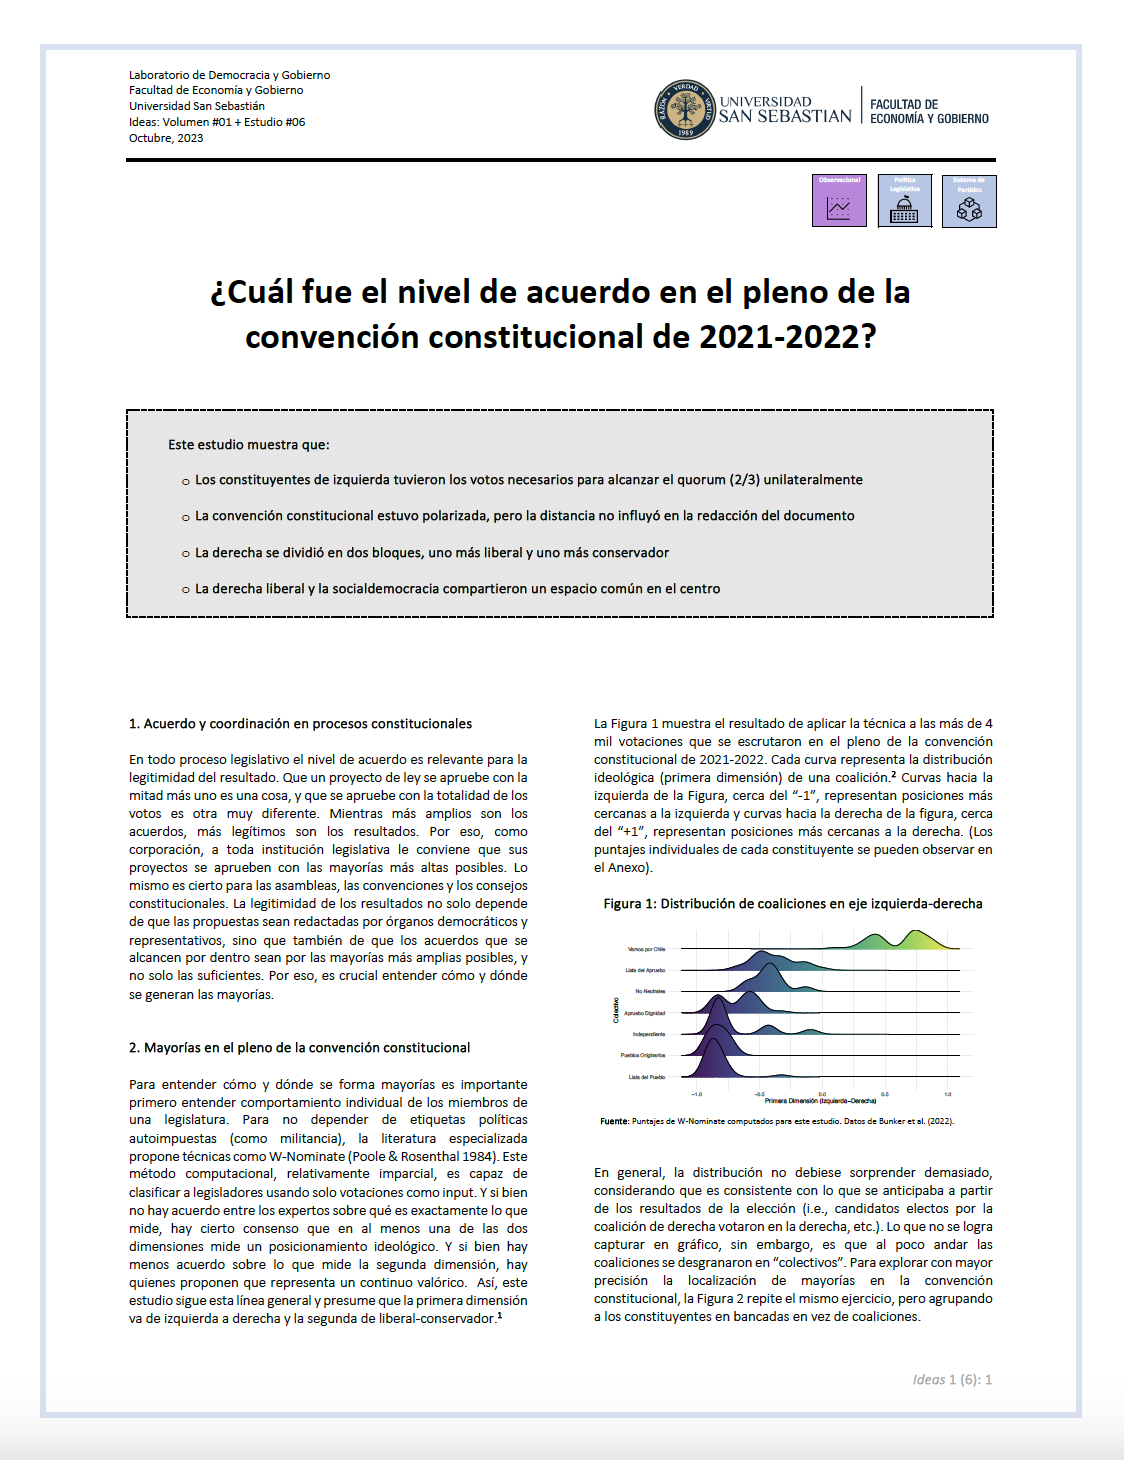 Laboratorio de Democracia y Gobierno
Facultad de Economía y Gobierno
Universidad San Sebastián
Ideas: Volumen #01 + Estudio #06
Octubre, 2023
VERDAD
RAZÓN
VIRTUD
1989
UNIVERSIDAD
SAN SEBASTIAN
FACULTAD DE
ECONOMÍA Y GOBIERNO
Observacional
Política
Legislativa
Sistema de
Partidos
¿Cuál fue el nivel de acuerdo en el pleno de la
convención constitucional de 2021-2022?
Este estudio muestra que:
o Los constituyentes de izquierda tuvieron los votos necesarios para alcanzar el quorum (2/3) unilateralmente
o La convención constitucional estuvo polarizada, pero la distancia no influyó en la redacción del documento
o La derecha se dividió en dos bloques, uno más liberal y uno más conservador
o La derecha liberal y la socialdemocracia compartieron un espacio común en el centro
1. Acuerdo y coordinación en procesos constitucionales
En todo proceso legislativo el nivel de acuerdo es relevante para la
legitimidad del resultado. Que un proyecto de ley se apruebe con la
mitad más uno es una cosa, y que se apruebe con la totalidad de los
votos es otra muy diferente. Mientras más amplios son los
acuerdos, más legítimos son los resultados. Por eso, como
corporación, a toda institución legislativa le conviene que sus
proyectos se aprueben con las mayorías más altas posibles. Lo
mismo es cierto para las asambleas, las convenciones y los consejos
constitucionales. La legitimidad de los resultados no solo depende
de que las propuestas sean redactadas por órganos democráticos y
representativos, sino que también de que los acuerdos que se
alcancen por dentro sean por las mayorías más amplias posibles, y
no solo las suficientes. Por eso, es crucial entender cómo y dónde
se generan las mayorías.
2. Mayorías en el pleno de la convención constitucional
Para entender cómo y dónde se forma mayorías es importante
primero entender comportamiento individual de los miembros de
una legislatura. Para no depender de etiquetas políticas
autoimpuestas (como militancia), la literatura especializada
propone técnicas como W-Nominate (Poole & Rosenthal 1984). Este
método computacional, relativamente imparcial, es capaz de
clasificar a legisladores usando solo votaciones como input. Y si bien
no hay acuerdo entre los expertos sobre qué es exactamente lo que
mide, hay cierto consenso que en al menos una de las dos
dimensiones mide un posicionamiento ideológico. Y si bien hay
menos acuerdo sobre lo que mide la segunda dimensión, hay
quienes proponen que representa un continuo valórico. Así, este
estudio sigue esta línea general y presume que la primera dimensión
va de izquierda a derecha y la segunda de liberal-conservador.1
La Figura 1 muestra el resultado de aplicar la técnica a las más de 4
mil votaciones que se escrutaron en el pleno de la convención
constitucional de 2021-2022. Cada curva representa la distribución
ideológica (primera dimensión) de una coalición.2 Curvas hacia la
izquierda de la Figura, cerca del “-1”, representan posiciones más
cercanas a la izquierda y curvas hacia la derecha de la figura, cerca
del “+1”, representan posiciones más cercanas a la derecha. (Los
puntajes individuales de cada constituyente se pueden observar en
el Anexo).
Figura 1: Distribución de coaliciones en eje izquierda-derecha
Colectivo
Vamos por Chile
Lista del Apruebo
No Neutrales
Apruebo Dignidad
Independiente
Pueblos Originarios
Lista del Pueblo
−1.0 −0.5 0.0 0.5 1.0
Primera Dimensión (Izquierda−Derecha)
Fuente: Puntajes de W-Nominate computados para este estudio. Datos de Bunker et al. (2022).
En general, la distribución no debiese sorprender demasiado,
considerando que es consistente con lo que se anticipaba a partir
de los resultados de la elección (i.e., candidatos electos por la
coalición de derecha votaron en la derecha, etc.). Lo que no se logra
capturar en gráfico, sin embargo, es que al poco andar las
coaliciones se desgranaron en “colectivos”. Para explorar con mayor
precisión la localización de mayorías en la convención
constitucional, la Figura 2 repite el mismo ejercicio, pero agrupando
a los constituyentes en bancadas en vez de coaliciones.
Ideas 1 (6): 1